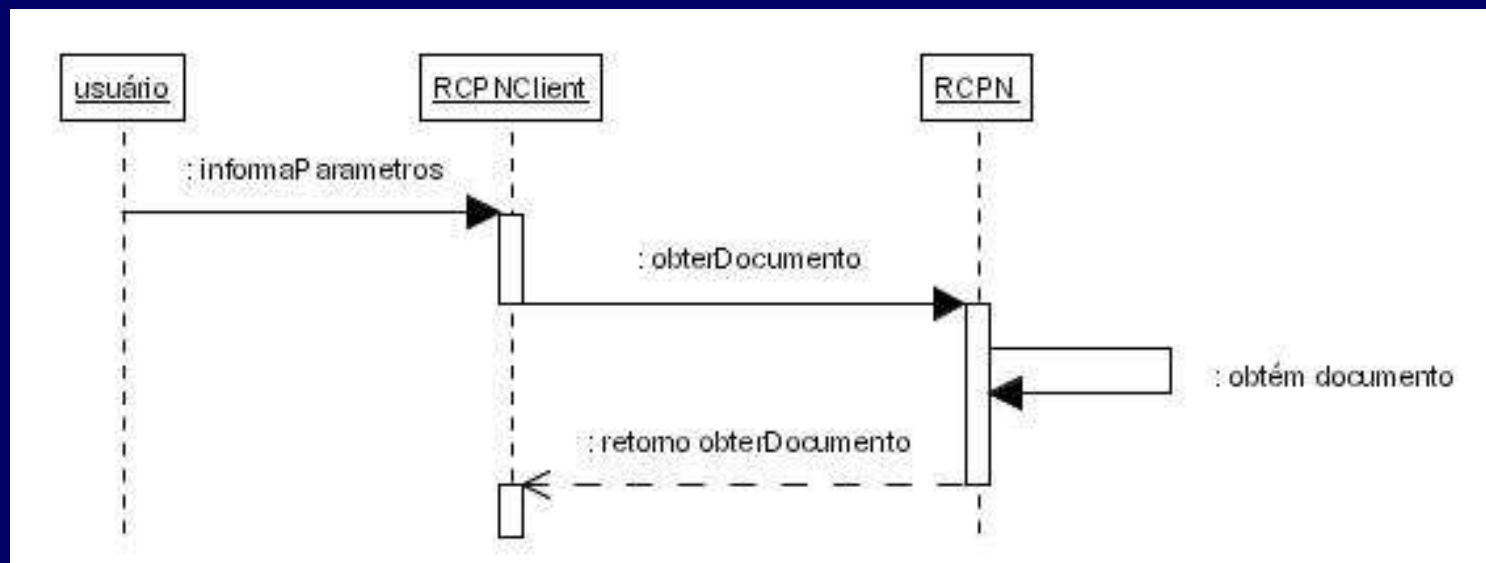 usuário
RCPNClient
RCPN
: informaParametros
: obterDocumento
: obtém documento
: retorno obterDocumento